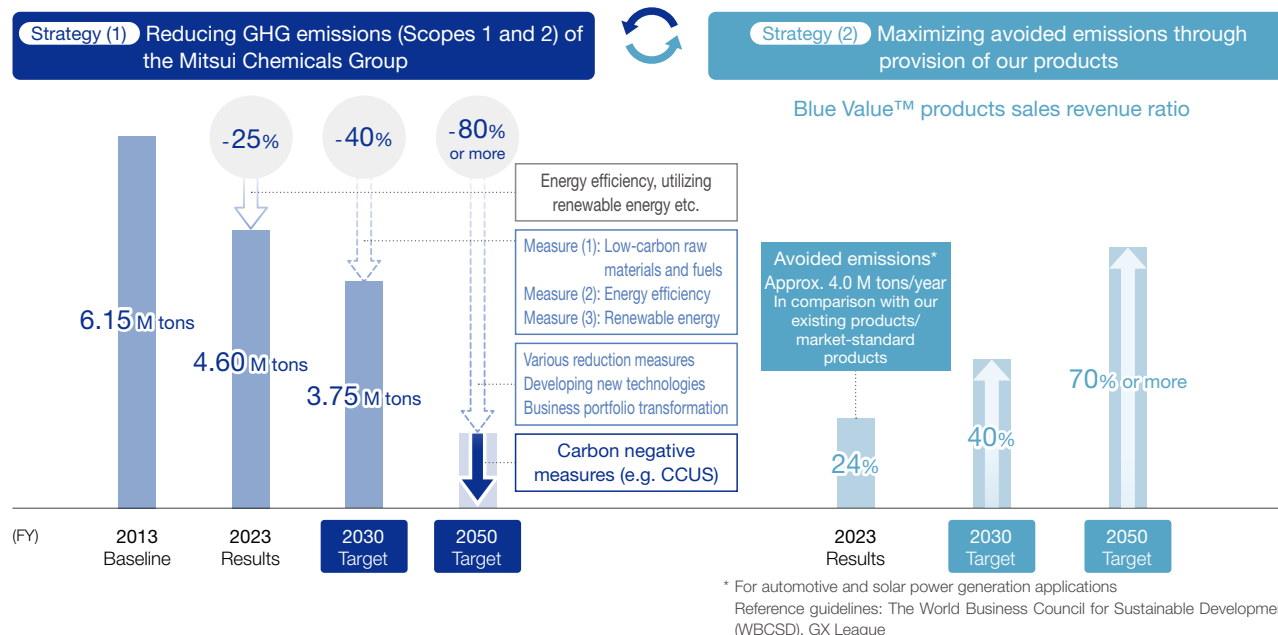 Strategy (1) Reducing GHG emissions (Scopes 1 and 2) of
the Mitsui Chemicals Group
-25%
-40%
-80%
or more
Energy efficiency, utilizing
renewable energy etc.
Measure (1): Low-carbon raw
materials and fuels
Measure (2): Energy efficiency
Measure (3): Renewable energy
Various reduction measures
Developing new technologies
Business portfolio transformation
Carbon negative
measures (e.g. CCUS)
6.15 M tons
4.60 M tons
3.75 M tons
(FY)
2013
Baseline
2023
Results
2030
Target
2050
Target
Strategy (2) Maximizing avoided emissions through
provision of our products
Blue Value™ products sales revenue ratio
Avoided emissions*
Approx. 4.0 M tons/year
In comparison with our
existing products/
market-standard
products
24%
40%
70% or more
2023
Results
2030
Target
2050
Target
* For automotive and solar power generation applications
Reference guidelines: The World Business Council for Sustainable Developmen
(WBCSD), GX League